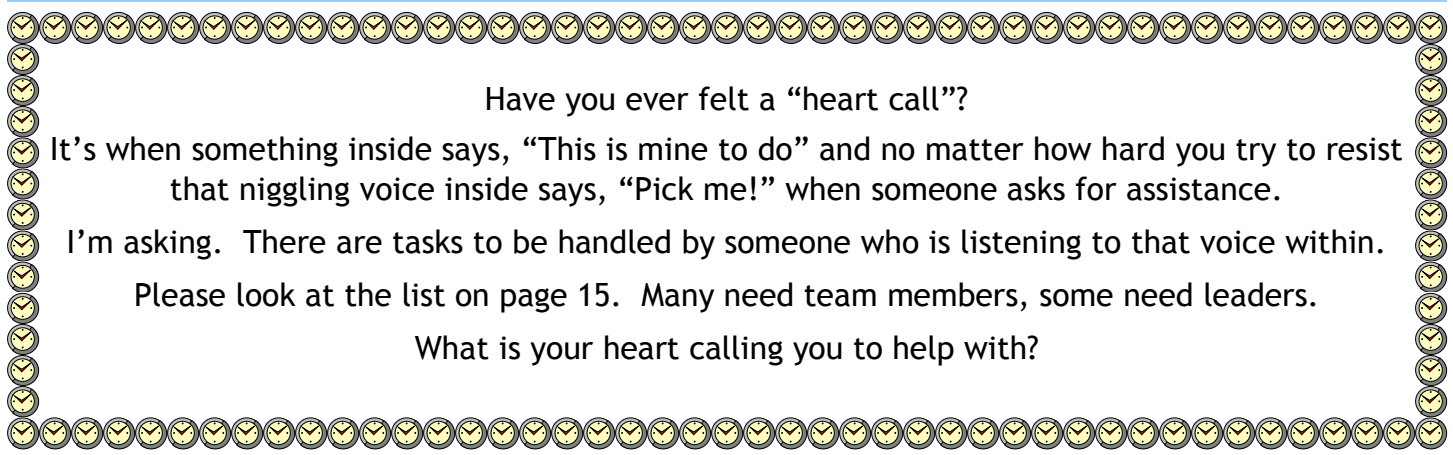 Have you ever felt a “heart call”?
It’s when something inside says, “This is mine to do” and no matter how hard you try to resist
that niggling voice inside says, “Pick me!” when someone asks for assistance.
I’m asking.  There are tasks to be handled by someone who is listening to that voice within.
Please look at the list on page 15.  Many need team members, some need leaders.
What is your heart calling you to help with?